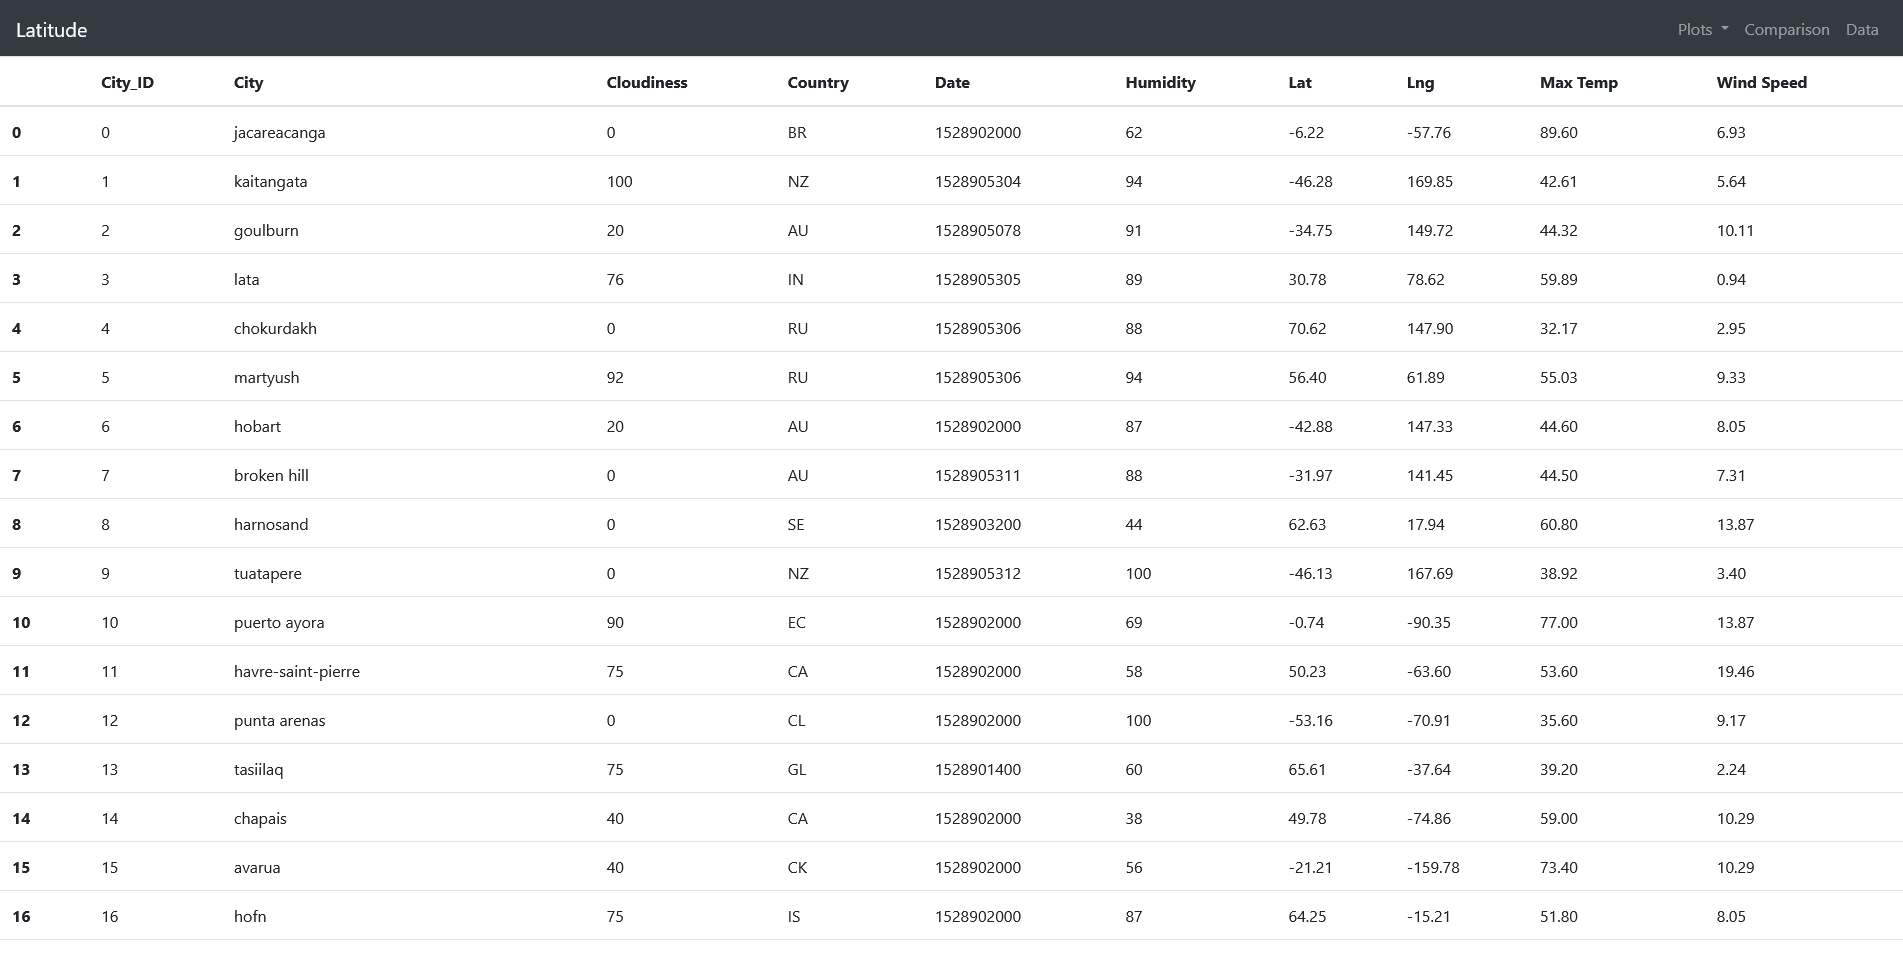 Latitude Plots Comparison Data
City_ID City Cloudiness Country Date Humidity Lat Lng Max Temp Wind Speed
0 0 jacareacanga 0 BR 1528902000 62 -6.22 -57.76 89.60 6.93
1 1 kaitangata 100 NZ 1528905304 94 -46.28 169.85 42.61 5.64
2 2 goulburn 20 AU 1528905078 91 -34.75 149.72 44.32 10.11
3 3 lata 76 IN 1528905305 89 30.78 78.62 59.89 0.94
4 4 chokurdakh 0 RU 1528905306 88 70.62 147.90 32.17 2.95
5 5 martyush 92 RU 1528905306 94 56.40 61.89 55.03 9.33
6 6 hobart 20 AU 1528902000 87 -42.88 147.33 44.60 8.05
7 7 broken hill 0 AU 1528905311 88 -31.97 141.45 44.50 7.31
8 8 harnosand 0 SE 1528903200 44 62.63 17.94 60.80 13.87
9 9 tuatapere 0 NZ 1528905312 100 -46.13 167.69 38.92 3.40
10 10 puerto ayora 90 EC 1528902000 69 -0.74 -90.35 77.00 13.87
11 11 havre-saint-pierre 75 CA 1528902000 58 50.23 -63.60 53.60 19.46
12 12 punta arenas 0 CL 1528902000 100 -53.16 -70.91 35.60 9.17
13 13 tasiilaq 75 GL 1528901400 60 65.61 -37.64 39.20 2.24
14 14 chapais 40 CA 1528902000 38 49.78 -74.86 59.00 10.29
15 15 avarua 40 CK 1528902000 56 -21.21 -159.78 73.40 10.29
16 16 hofn 75 IS 1528902000 87 64.25 -15.21 51.80 8.05